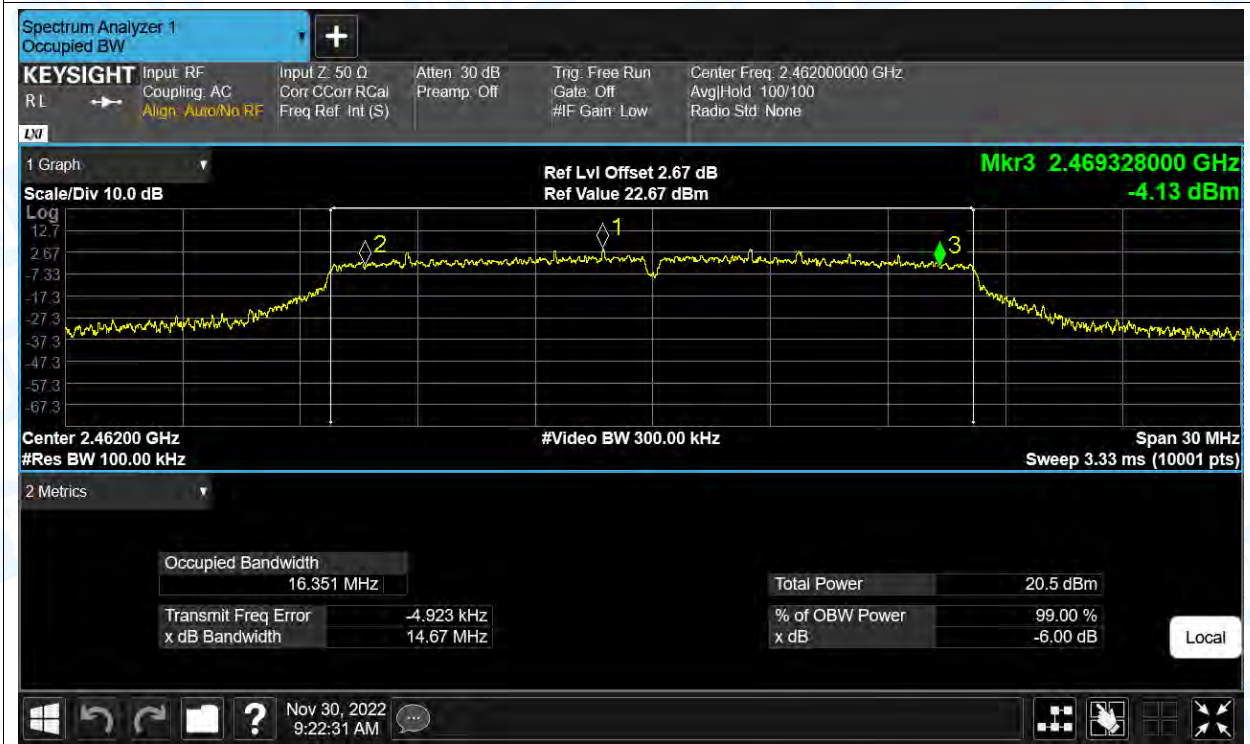 Spectrum Analyzer 1
Occupied BW
+
KEYSIGHT
RL
LXI
Input: RF
Coupling: AC
Align: Auto/No RF
Input Z: 50 Ω
Corr CCorr RCal
Freq Ref: Int (S)
Atten: 30 dB
Preamp: Off
Trig: Free Run
Gate: Off
#IF Gain: Low
Center Freq: 2.462000000 GHz
Avg|Hold: 100/100
Radio Std: None
1 Graph
Scale/Div 10.0 dB
Ref Lvl Offset 2.67 dB
Ref Value 22.67 dBm
Mkr3 2.469328000 GHz
-4.13 dBm
Log
12.7
2.67
-7.33
-17.3
-27.3
-37.3
-47.3
-57.3
-67.3
2
1
3
Center 2.46200 GHz
#Res BW 100.00 kHz
#Video BW 300.00 kHz
Span 30 MHz
Sweep 3.33 ms (10001 pts)
2 Metrics
Occupied Bandwidth
16.351 MHz
Transmit Freq Error -4.923 kHz
x dB Bandwidth 14.67 MHz
Total Power 20.5 dBm
% of OBW Power 99.00 %
x dB -6.00 dB
Local
?
Nov 30, 2022
9:22:31 AM